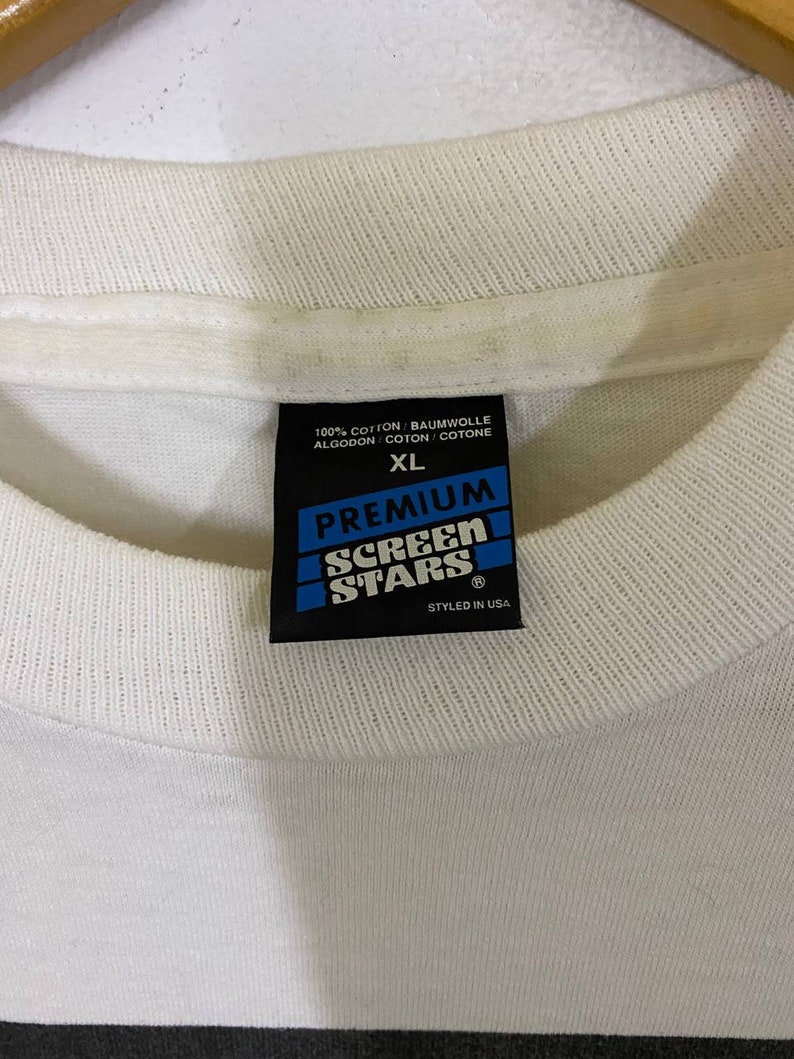 100% COTTON / BAUMWOLLE
ALGODON / COTON / COTONE
XL
PREMIUM
SCREEN
STARS ®
STYLED IN USA